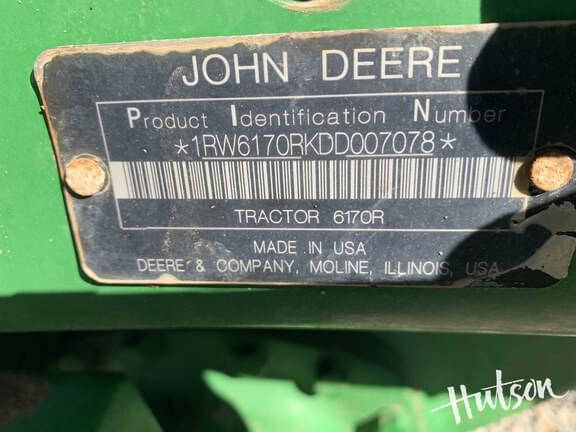 JOHN DEERE
Product Identification Number
*1RW6170RKDD007078*
TRACTOR 6170R
MADE IN USA
DEERE & COMPANY, MOLINE, ILLINOIS, USA
Hutson